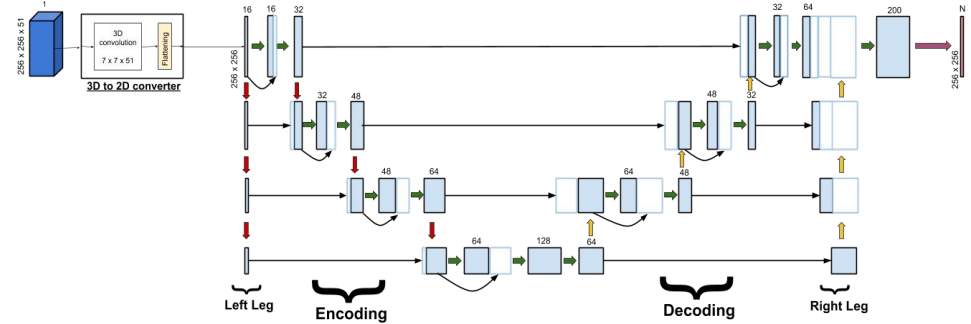 1
256 x 256 x 51
3D
convolution
7 x 7 x 51
Flattening
3D to 2D converter
16
16
32
256 x 256
32
48
48
64
64
128
64
64
48
48
32
32
64
200
N
256 x 256
Left Leg
Encoding
Decoding
Right Leg